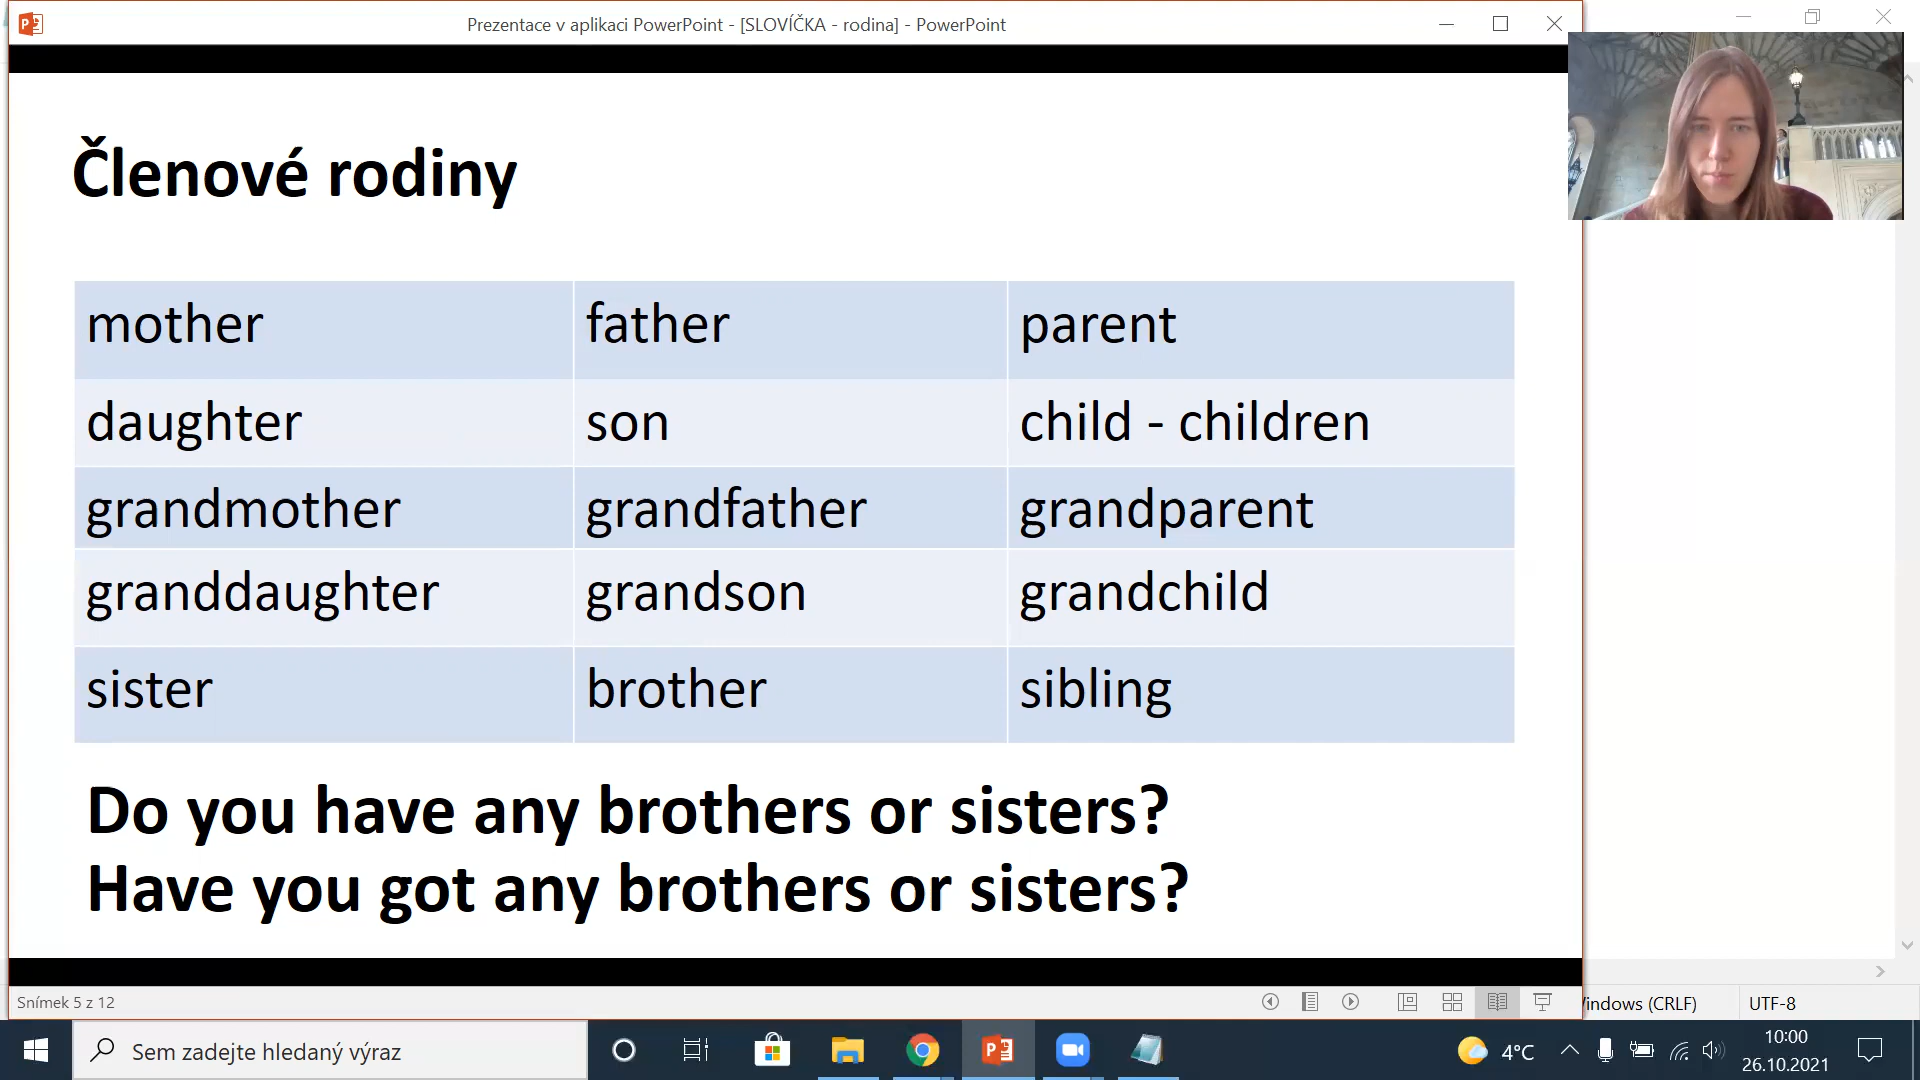 Prezentace v aplikaci PowerPoint - [SLOVÍČKA - rodina] - PowerPoint
Členové rodiny
mother father parent
daughter son child - children
grandmother grandfather grandparent
granddaughter grandson grandchild
sister brother sibling
Do you have any brothers or sisters?
Have you got any brothers or sisters?
Snímek 5 z 12
indows (CRLF) UTF-8
Sem zadejte hledaný výraz
4°C
10:00
26.10.2021